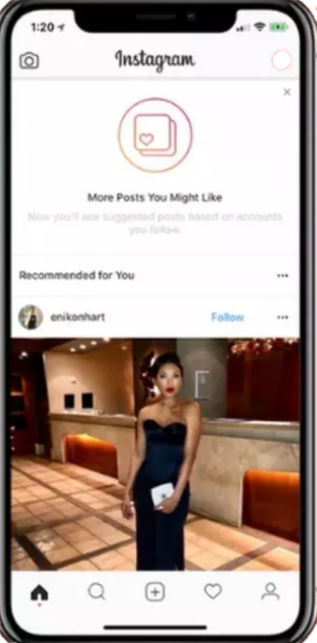 1:20
Instagram
More Posts You Might Like
Now you'll see suggested posts based on accounts
you follow.
Recommended for You
enikonhart
Follow